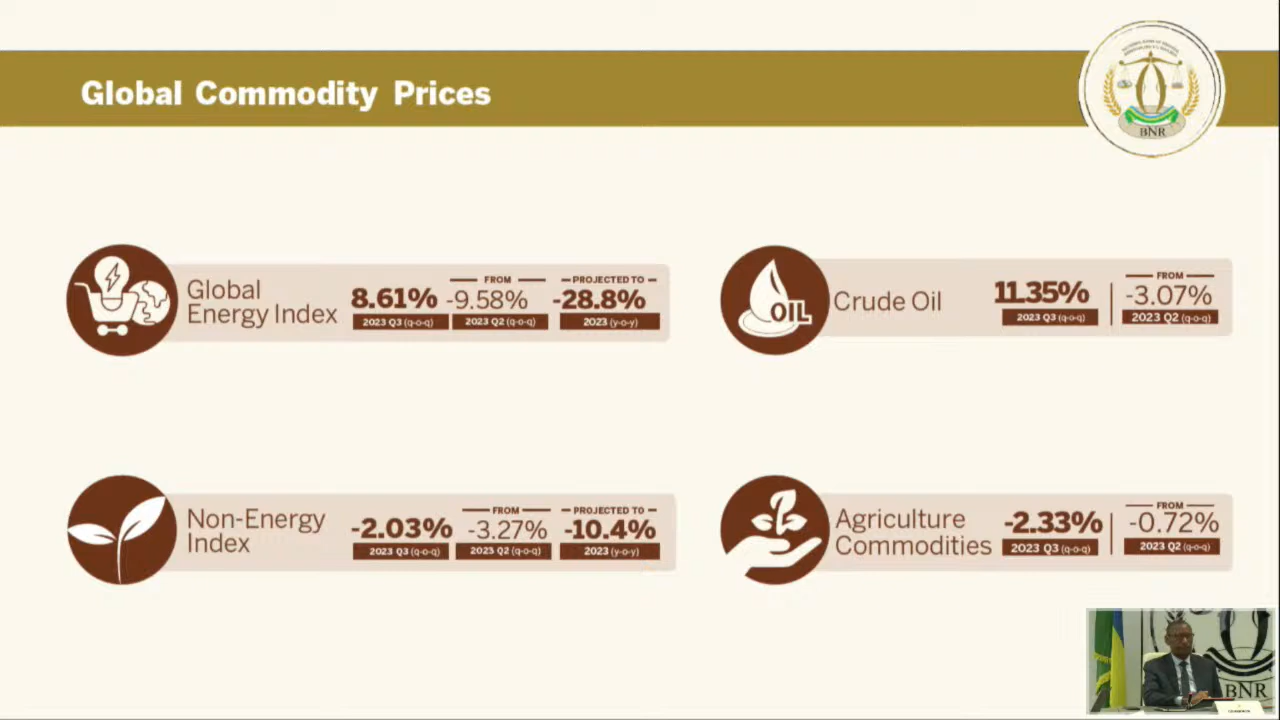 Global Commodity Prices
BNR
Global
Energy Index
8.61%
2023 Q3 (q-o-q)
FROM
-9.58%
2023 Q2 (q-o-q)
PROJECTED TO
-28.8%
2023 (y-o-y)
OIL
Crude Oil
11.35%
2023 Q3 (q-o-q)
FROM
-3.07%
2023 Q2 (q-o-q)
Non-Energy
Index
-2.03%
2023 Q3 (q-o-q)
FROM
-3.27%
2023 Q2 (q-o-q)
PROJECTED TO
-10.4%
2023 (y-o-y)
Agriculture
Commodities
-2.33%
2023 Q3 (q-o-q)
FROM
-0.72%
2023 Q2 (q-o-q)
BNR